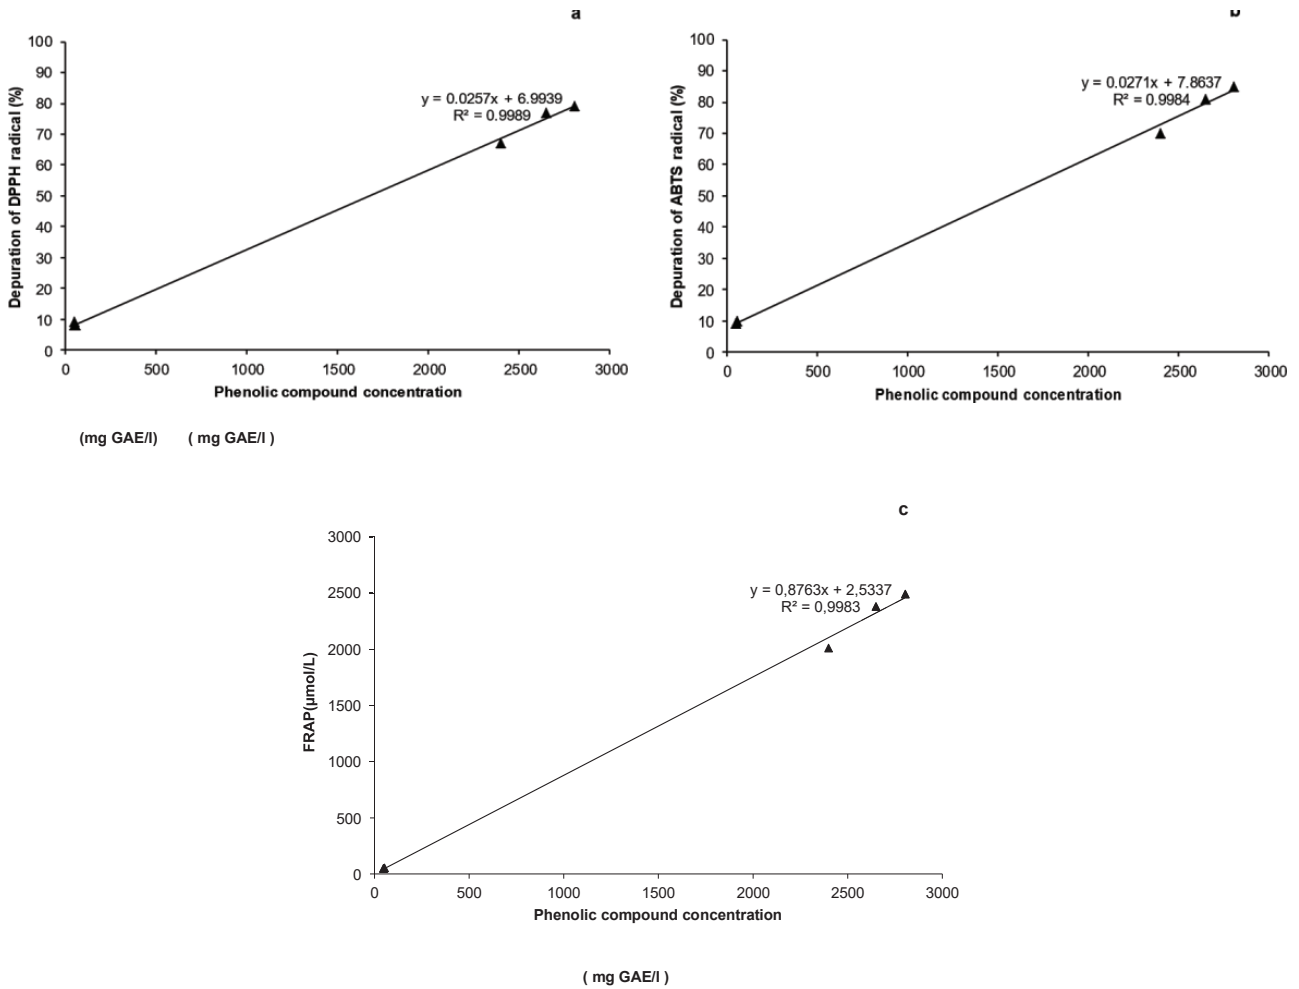 a
100
90
80
70
60
50
40
30
20
10
0
Depuration of DPPH radical (%)
y = 0.0257x + 6.9939
R² = 0.9989
0 500 1000 1500 2000 2500 3000
Phenolic compound concentration
(mg GAE/l) ( mg GAE/l )
b
100
90
80
70
60
50
40
30
20
10
0
Depuration of ABTS radical (%)
y = 0.0271x + 7.8637
R² = 0.9984
0 500 1000 1500 2000 2500 3000
Phenolic compound concentration
c
3000
2500
2000
1500
1000
500
0
FRAP(µmol/L)
y = 0,8763x + 2,5337
R² = 0,9983
0 500 1000 1500 2000 2500 3000
Phenolic compound concentration
( mg GAE/l )